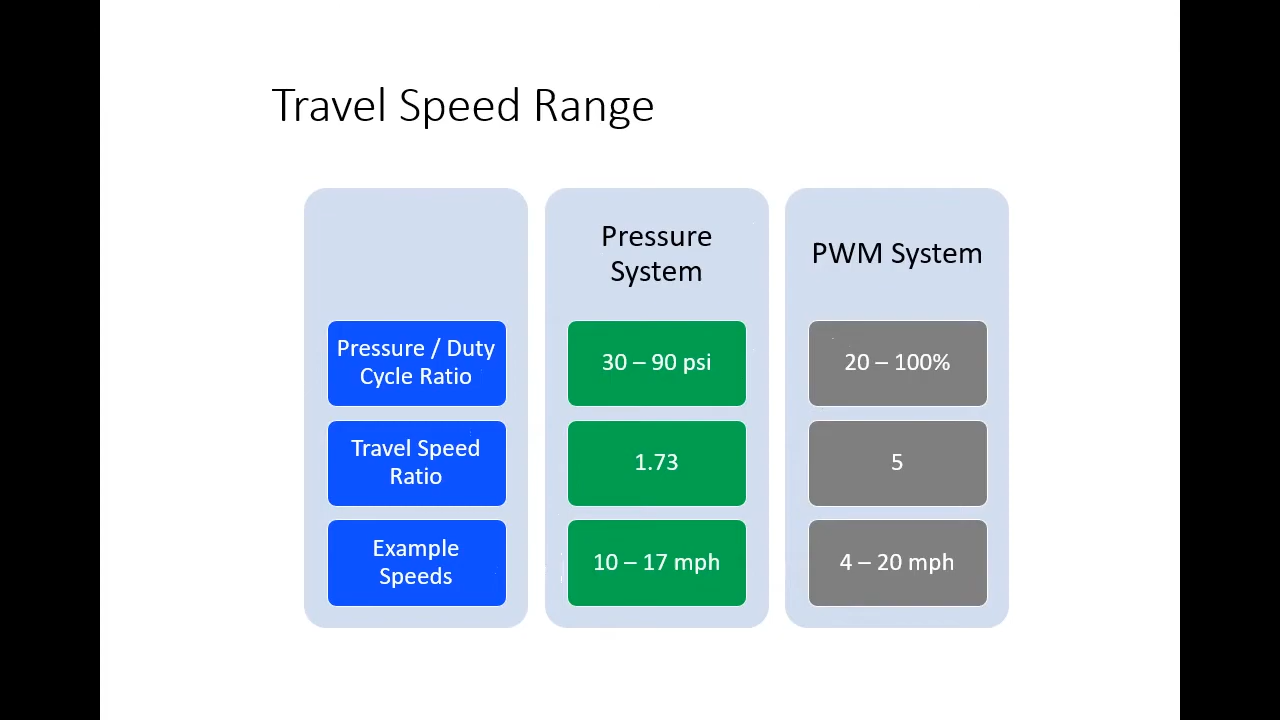 Travel Speed Range
Pressure
System
PWM System
Pressure / Duty
Cycle Ratio
30 – 90 psi
20 – 100%
Travel Speed
Ratio
1.73
5
Example
Speeds
10 – 17 mph
4 – 20 mph